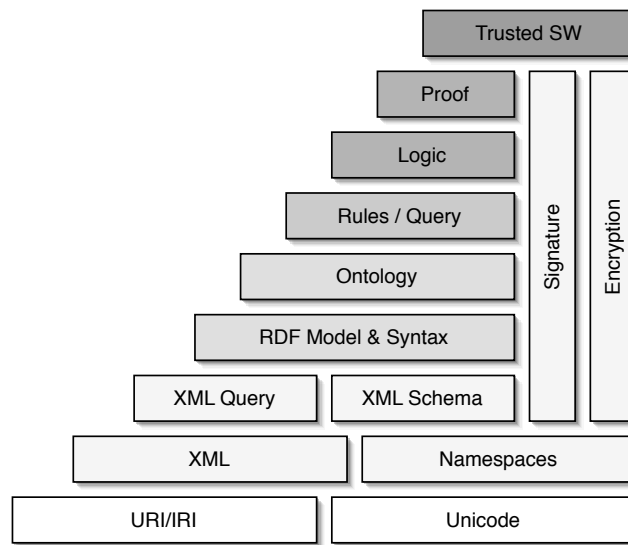 Trusted SW
Proof
Logic
Rules / Query
Ontology
RDF Model & Syntax
XML Query
XML Schema
Signature
Encryption
XML
Namespaces
URI/IRI
Unicode